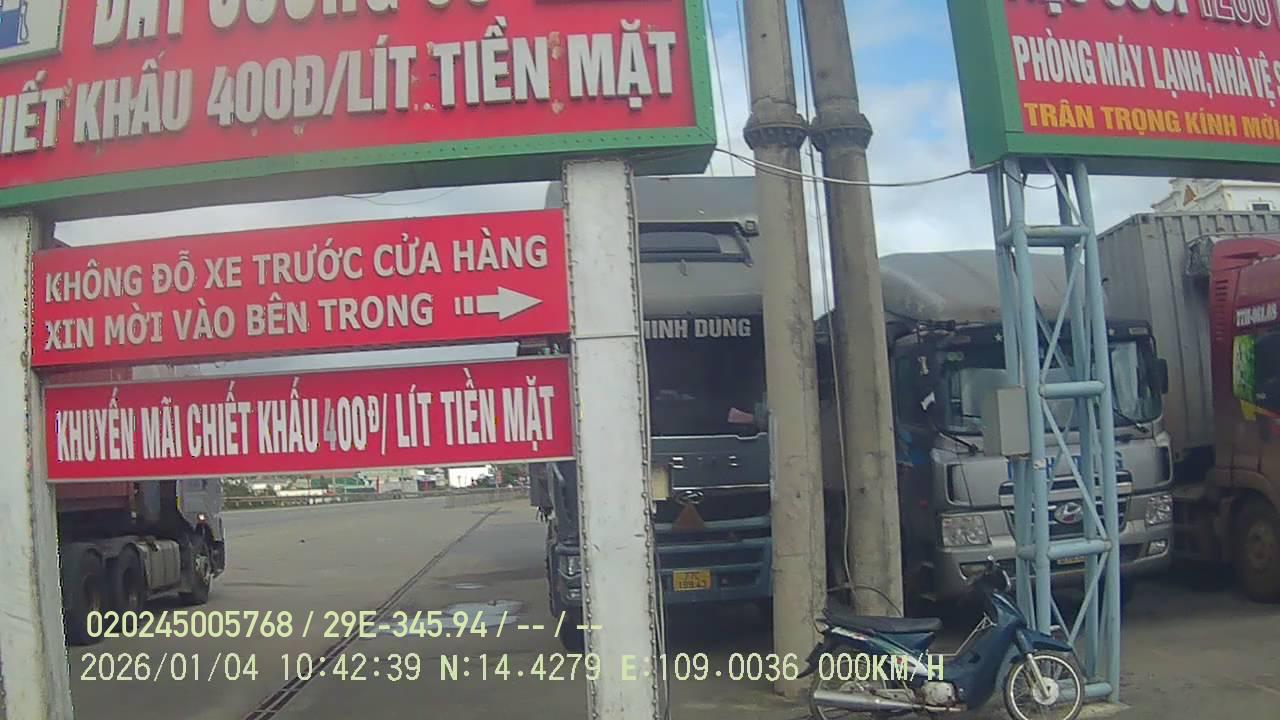 CHIẾT KHẤU 400Đ/LÍT TIỀN MẶT
PHÒNG MÁY LẠNH, NHÀ VỆ
TRÂN TRỌNG KÍNH MỜI
KHÔNG ĐỖ XE TRƯỚC CỬA HÀNG
XIN MỜI VÀO BÊN TRONG
KHUYẾN MÃI CHIẾT KHẤU 400Đ/ LÍT TIỀN MẶT
MINH DŨNG
77C
020245005768 / 29E-345.94 / -- / --
2026/01/04 10:42:39 N:14.4279 E:109.0036 000KM/H